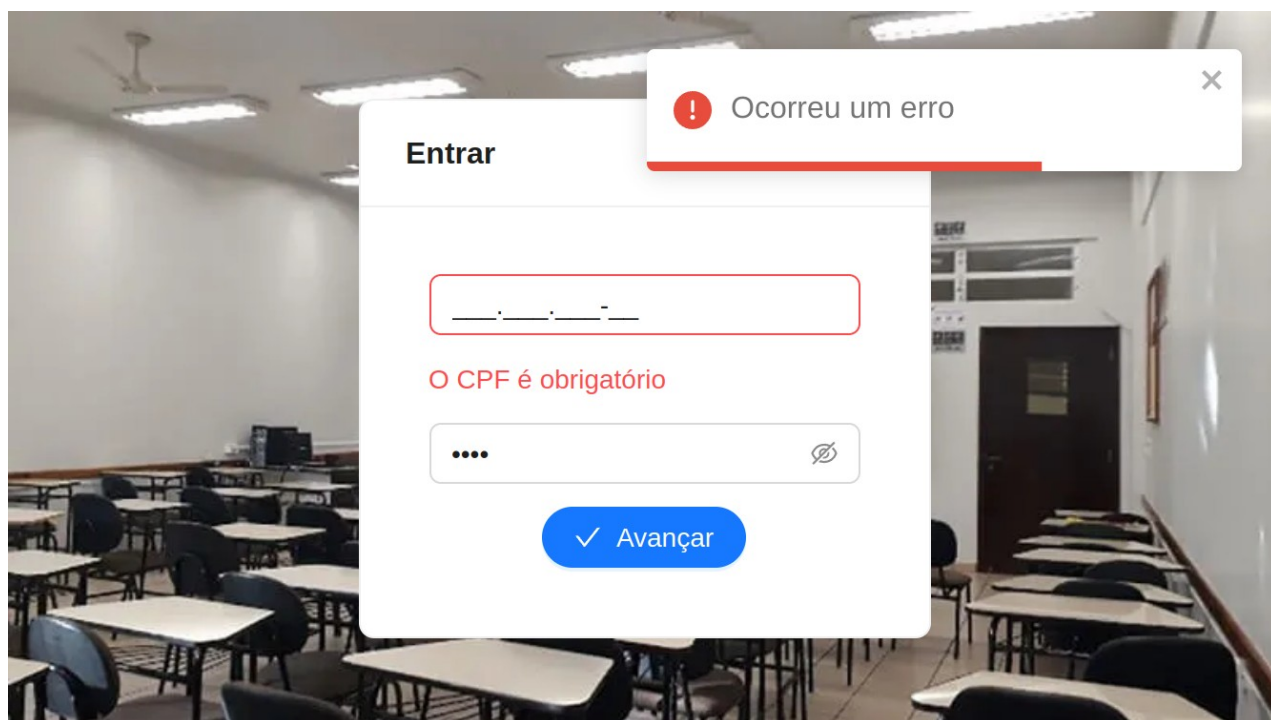 Ocorreu um erro
Entrar
___.___.___-__
O CPF é obrigatório
••••
Avançar